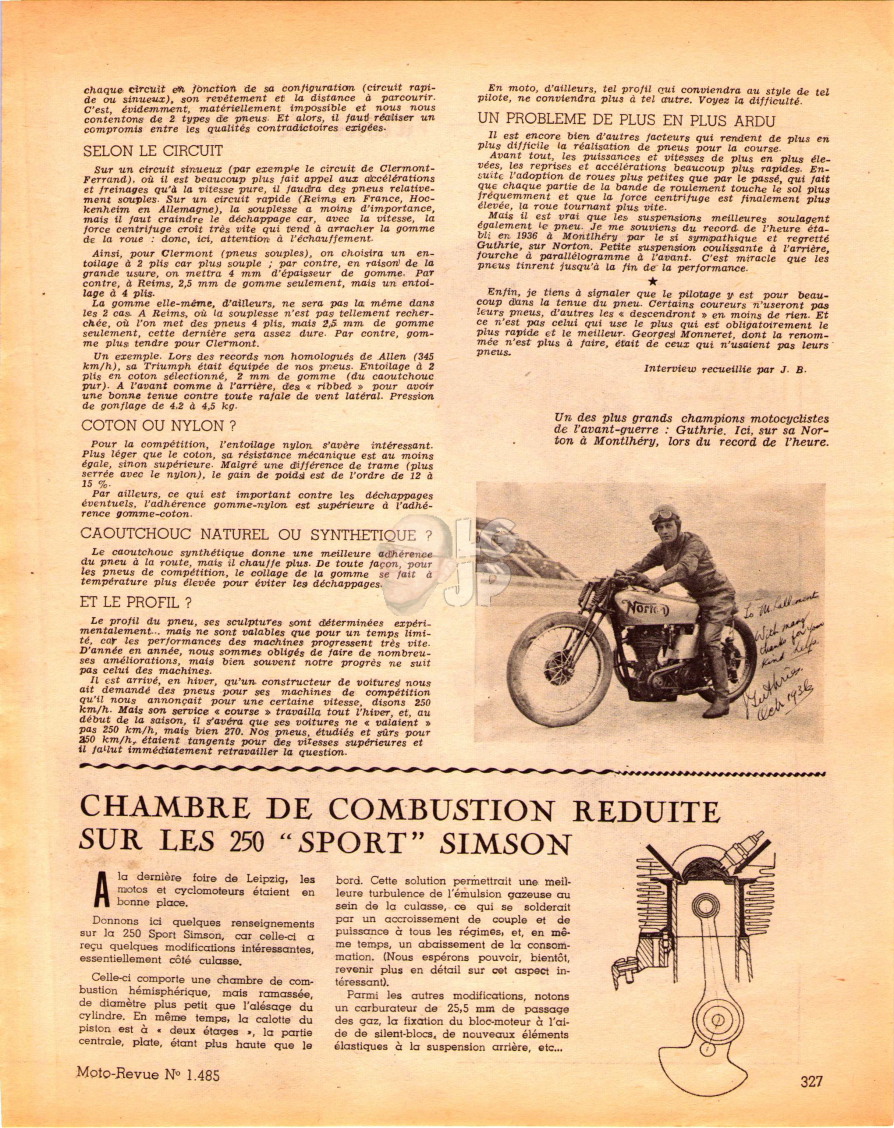 chaque circuit en fonction de sa configuration (circuit rapi-
de ou sinueux), son revêtement et la distance à parcourir.
C'est, évidemment, matériellement impossible et nous nous
contentons de 2 types de pneus. Et alors, il faut réaliser un
compromis entre les qualités contradictoires exigées.
SELON LE CIRCUIT
Sur un circuit sinueux (par exemple le circuit de Clermont-
Ferrand), où il est beaucoup plus fait appel aux accélérations
et freinages qu'à la vitesse pure, il faudra des pneus relative-
ment souples. Sur un circuit rapide (Reims en France, Hoc-
kenheim en Allemagne), la souplesse a moins d'importance,
mais il faut craindre le déchappage car, avec la vitesse, la
force centrifuge croit très vite qui tend à arracher la gomme
de la roue : donc, ici, attention à l'échauffement.
Ainsi, pour Clermont (pneus souples), on choisira un en-
toilage à 2 plis car plus souple ; par contre, en raison de la
grande usure, on mettra 4 mm d'épaisseur de gomme. Par
contre, à Reims, 2,5 mm de gomme seulement, mais un entoi-
lage à 4 plis.
La gomme elle-même, d'ailleurs, ne sera pas la même dans
les 2 cas. A Reims, où la souplesse n'est pas tellement recher-
chée, où l'on met des pneus 4 plis, mais 2,5 mm de gomme
seulement, cette dernière sera assez dure. Par contre, gom-
me plus tendre pour Clermont.
Un exemple. Lors des records non homologués de Allen (345
km/h), sa Triumph était équipée de nos pneus. Entoilage à 2
plis en coton sélectionné, 2 mm de gomme (du caoutchouc
pur). A l'avant comme à l'arrière, des « ribbed » pour avoir
une bonne tenue contre toute rafale de vent latéral. Pression
de gonflage de 4,2 à 4,5 kg.
COTON OU NYLON ?
Pour la compétition, l'entoilage nylon s'avère intéressant.
Plus léger que le coton, sa résistance mécanique est au moins
égale, sinon supérieure. Malgré une différence de trame (plus
serrée avec le nylon), le gain de poids est de l'ordre de 12 à
15 %.
Par ailleurs, ce qui est important contre les déchappages
éventuels, l'adhérence gomme-nylon est supérieure à l'adhé-
rence gomme-coton.
CAOUTCHOUC NATUREL OU SYNTHETIQUE ?
Le caoutchouc synthétique donne une meilleure adhérence
du pneu à la route, mais il chauffe plus. De toute façon, pour
les pneus de compétition, le collage de la gomme se fait à
température plus élevée pour éviter les déchappages.
ET LE PROFIL ?
Le profil du pneu, ses sculptures sont déterminées expéri-
mentalement... mais ne sont valables que pour un temps limi-
té, car les performances des machines progressent très vite.
D'année en année, nous sommes obligés de faire de nombreu-
ses améliorations, mais bien souvent notre progrès ne suit
pas celui des machines.
Il est arrivé, en hiver, qu'un constructeur de voitures nous
ait demandé des pneus pour ses machines de compétition
qu'il nous annonçait pour une certaine vitesse, disons 250
km/h. Mais son service « course » travailla tout l'hiver, et, au
début de la saison, il s'avéra que ses voitures ne « valaient »
pas 250 km/h, mais bien 270. Nos pneus, étudiés et sûrs pour
250 km/h, étaient tangents pour des vitesses supérieures et
il fallut immédiatement retravailler la question.
En moto, d'ailleurs, tel profil qui conviendra au style de tel
pilote, ne conviendra plus à tel autre. Voyez la difficulté.
UN PROBLEME DE PLUS EN PLUS ARDU
Il est encore bien d'autres facteurs qui rendent de plus en
plus difficile la réalisation de pneus pour la course.
Avant tout, les puissances et vitesses de plus en plus éle-
vées, les reprises et accélérations beaucoup plus rapides. En-
suite l'adoption de roues plus petites que par le passé, qui fait
que chaque partie de la bande de roulement touche le sol plus
fréquemment et que la force centrifuge est finalement plus
élevée, la roue tournant plus vite.
Mais il est vrai que les suspensions meilleures soulagent
également le pneu. Je me souviens du record de l'heure éta-
bli en 1936 à Montlhéry par le si sympathique et regretté
Guthrie, sur Norton. Petite suspension coulissante à l'arrière,
fourche à parallélogramme à l'avant. C'est miracle que les
pneus tinrent jusqu'à la fin de la performance.
★
Enfin, je tiens à signaler que le pilotage y est pour beau-
coup dans la tenue du pneu. Certains coureurs n'useront pas
leurs pneus, d'autres les « descendront » en moins de rien. Et
ce n'est pas celui qui use le plus qui est obligatoirement le
plus rapide et le meilleur. Georges Monneret, dont la renom-
mée n'est plus à faire, était de ceux qui n'usaient pas leurs
pneus.
Interview recueillie par J. B.
Un des plus grands champions motocyclistes
de l'avant-guerre : Guthrie. Ici, sur sa Nor-
ton à Montlhéry, lors du record de l'heure.
LC
JP
NORTON
With many
thanks for your
kind help
J Guthrie
Oct 1936
CHAMBRE DE COMBUSTION REDUITE
SUR LES 250 "SPORT" SIMSON
A la dernière foire de Leipzig, les
motos et cyclomoteurs étaient en
bonne place.
Donnons ici quelques renseignements
sur la 250 Sport Simson, car celle-ci a
reçu quelques modifications intéressantes,
essentiellement côté culasse.
Celle-ci comporte une chambre de com-
bustion hémisphérique, mais ramassée,
de diamètre plus petit que l'alésage du
cylindre. En même temps, la calotte du
piston est à « deux étages », la partie
centrale, plate, étant plus haute que le
bord. Cette solution permettrait une meil-
leure turbulence de l'émulsion gazeuse au
sein de la culasse, ce qui se solderait
par un accroissement de couple et de
puissance à tous les régimes, et, en mê-
me temps, un abaissement de la consom-
mation. (Nous espérons pouvoir, bientôt,
revenir plus en détail sur cet aspect in-
téressant).
Parmi les autres modifications, notons
un carburateur de 25,5 mm de passage
des gaz, la fixation du bloc-moteur à l'ai-
de de silent-blocs, de nouveaux éléments
élastiques à la suspension arrière, etc...
Moto-Revue Nº 1.485
327